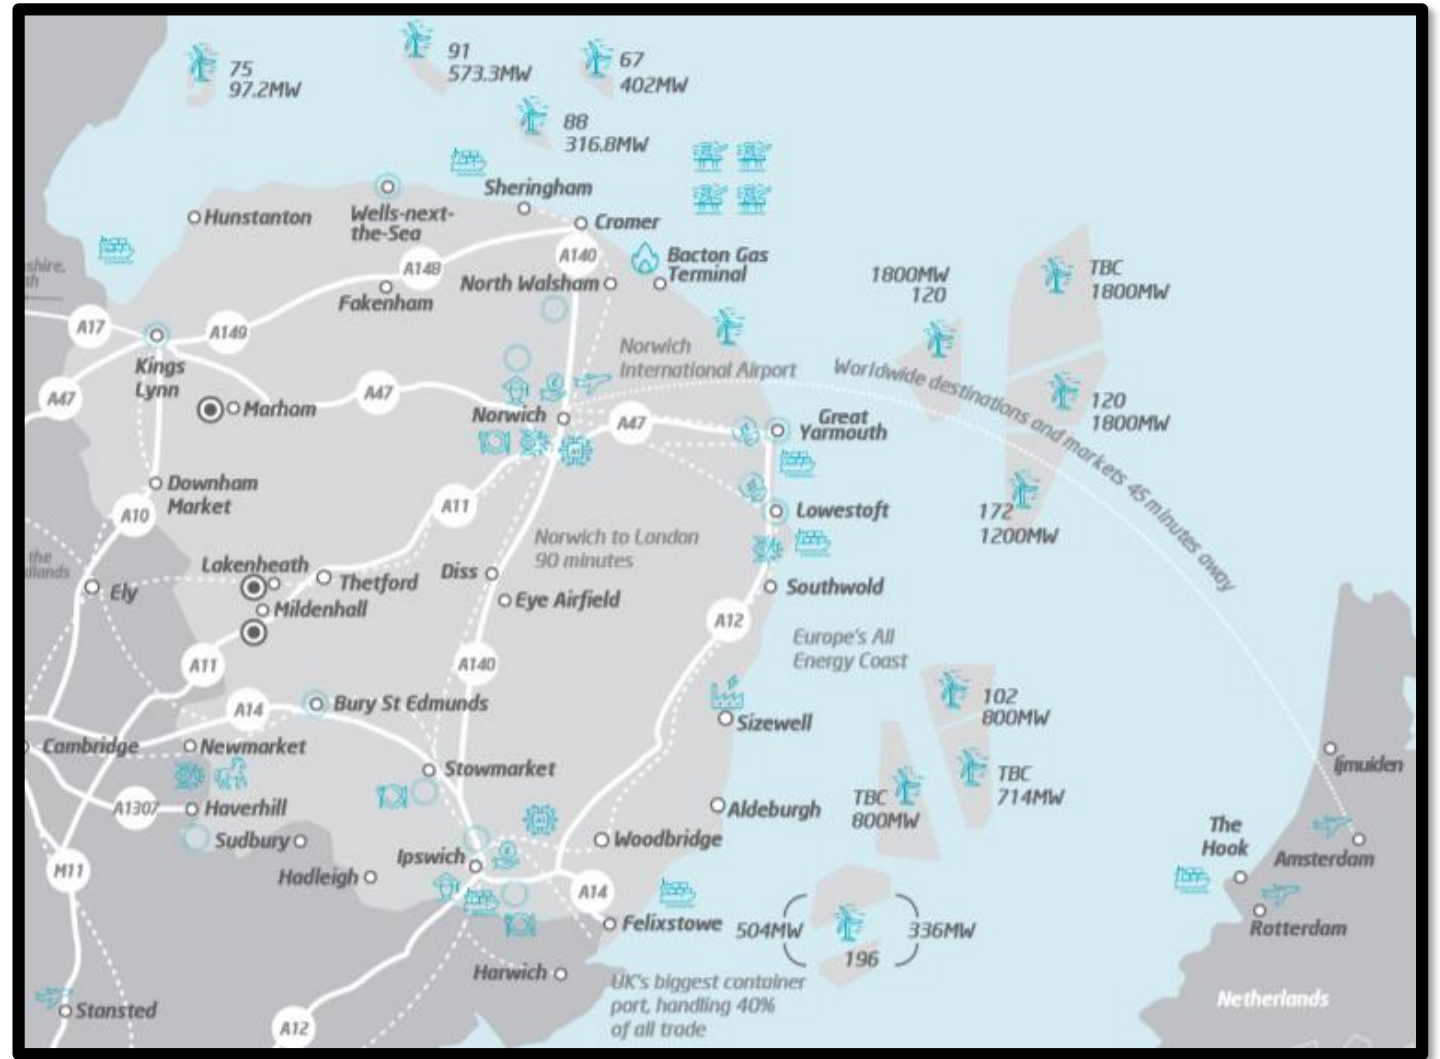 75
97.2MW
91
573.3MW
67
402MW
88
316.8MW
Sheringham
Hunstanton
Wells-next-
the-Sea
Cromer
A140
Bacton Gas
Terminal
A148
North Walsham
Fakenham
shire,
th
1800MW
120
TBC
1800MW
A17
A149
Norwich
International Airport
Kings
Lynn
Worldwide destinations and markets 45 minutes away
A47
A47
Marham
Norwich
A47
Great
Yarmouth
120
1800MW
Downham
Market
A10
A11
Lowestoft
172
1200MW
Norwich to London
90 minutes
the
dlands
Lakenheath
Thetford
Diss
Ely
Mildenhall
Eye Airfield
Southwold
A12
Europe's All
Energy Coast
A11
A140
A14
Bury St Edmunds
102
800MW
Sizewell
Cambridge
Newmarket
Stowmarket
TBC
714MW
Ijmuiden
A1307
Haverhill
TBC
800MW
Aldeburgh
AI
AI
Sudbury
Woodbridge
The
Hook
Amsterdam
Ipswich
M11
Hadleigh
A14
Felixstowe
504MW
336MW
196
Rotterdam
Harwich
UK's biggest container
port, handling 40%
of all trade
Netherlands
Stansted
A12